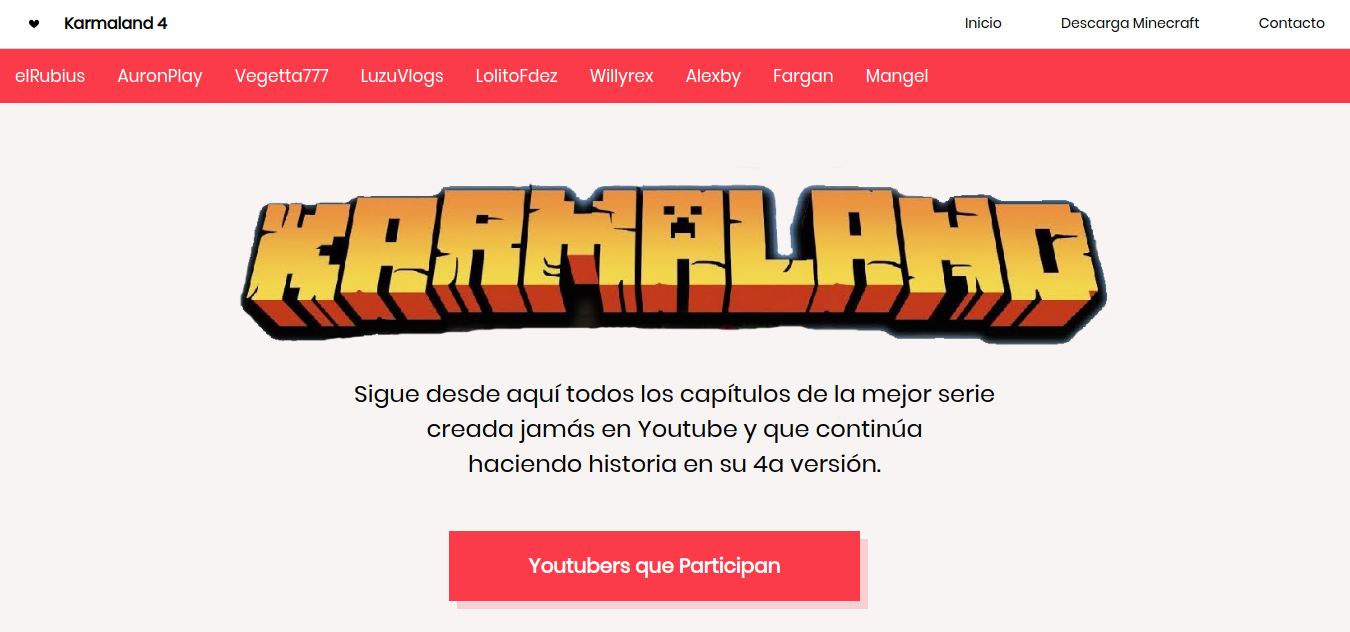 Karmaland 4 Inicio Descarga Minecraft Contacto
elRubius AuronPlay Vegetta777 LuzuVlogs LolitoFdez Willyrex Alexby Fargan Mangel
KARMALAND
Sigue desde aquí todos los capítulos de la mejor serie
creada jamás en Youtube y que continúa
haciendo historia en su 4a versión.
Youtubers que Participan